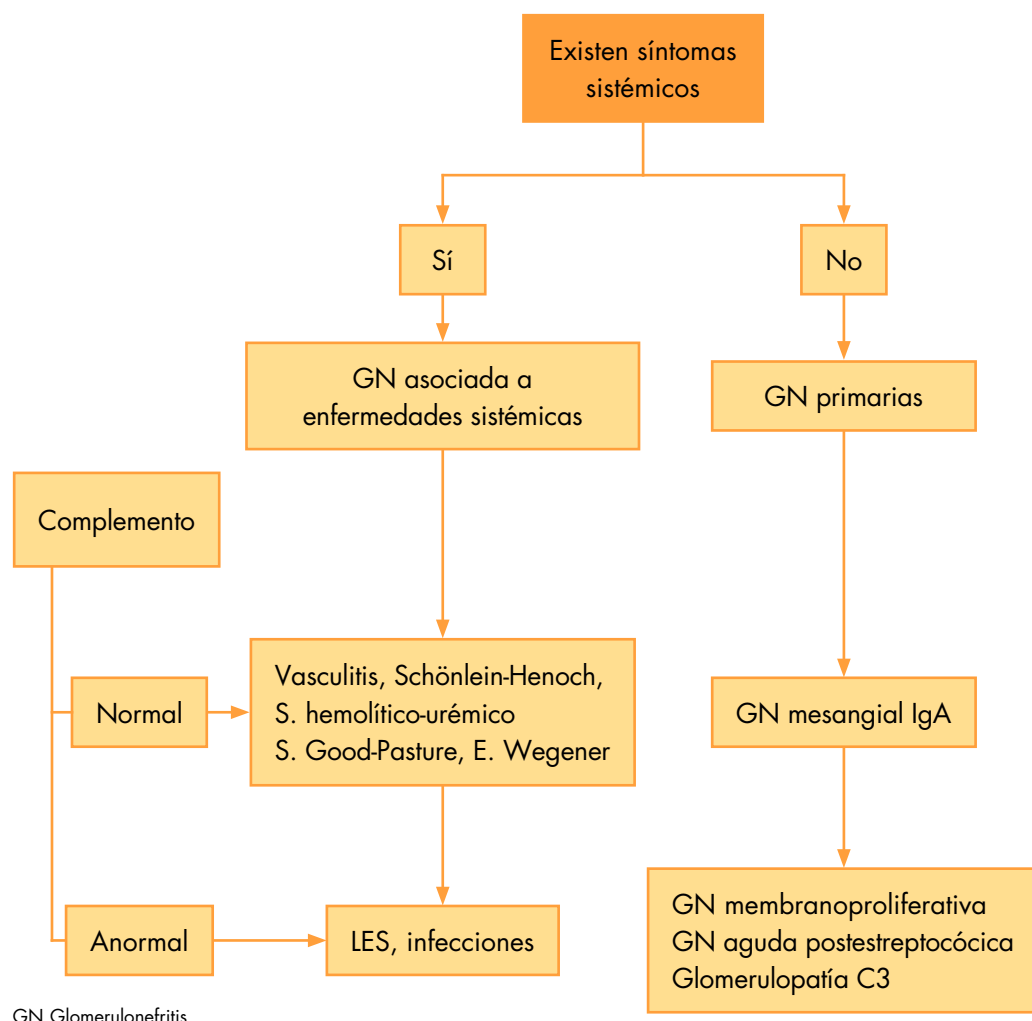 Existen síntomas
sistémicos
Sí
No
GN asociada a
enfermedades sistémicas
GN primarias
Complemento
Normal
Vasculitis, Schönlein-Henoch,
S. hemolítico-urémico
S. Good-Pasture, E. Wegener
GN mesangial IgA
Anormal
LES, infecciones
GN membranoproliferativa
GN aguda postestreptocócica
Glomerulopatía C3
GN Glomerulonefritis